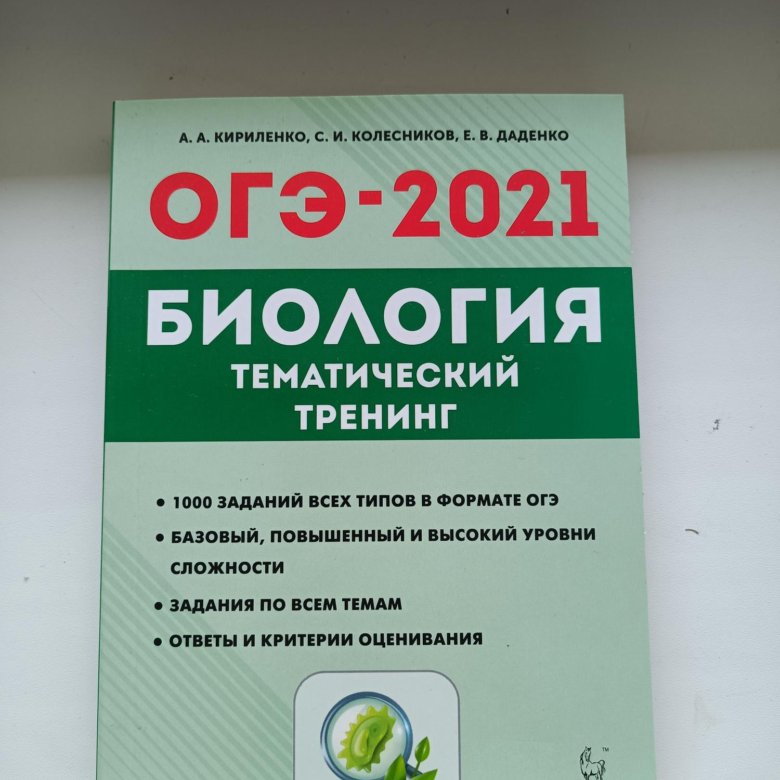 А. А. КИРИЛЕНКО, С. И. КОЛЕСНИКОВ, Е. В. ДАДЕНКО
ОГЭ-2021
БИОЛОГИЯ
ТЕМАТИЧЕСКИЙ
ТРЕНИНГ
• 1000 ЗАДАНИЙ ВСЕХ ТИПОВ В ФОРМАТЕ ОГЭ
• БАЗОВЫЙ, ПОВЫШЕННЫЙ И ВЫСОКИЙ УРОВНИ
СЛОЖНОСТИ
• ЗАДАНИЯ ПО ВСЕМ ТЕМАМ
• ОТВЕТЫ И КРИТЕРИИ ОЦЕНИВАНИЯ
TM